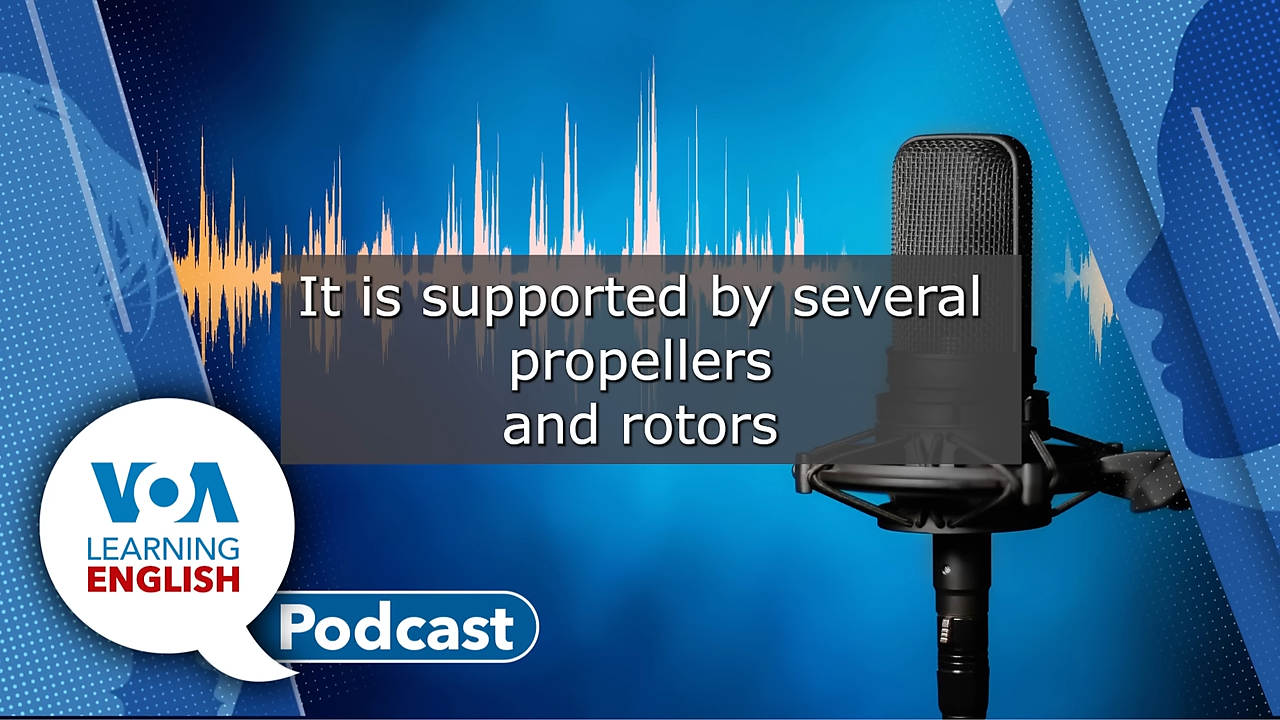 It is supported by several
propellers
and rotors
VOA
LEARNING
ENGLISH
Podcast